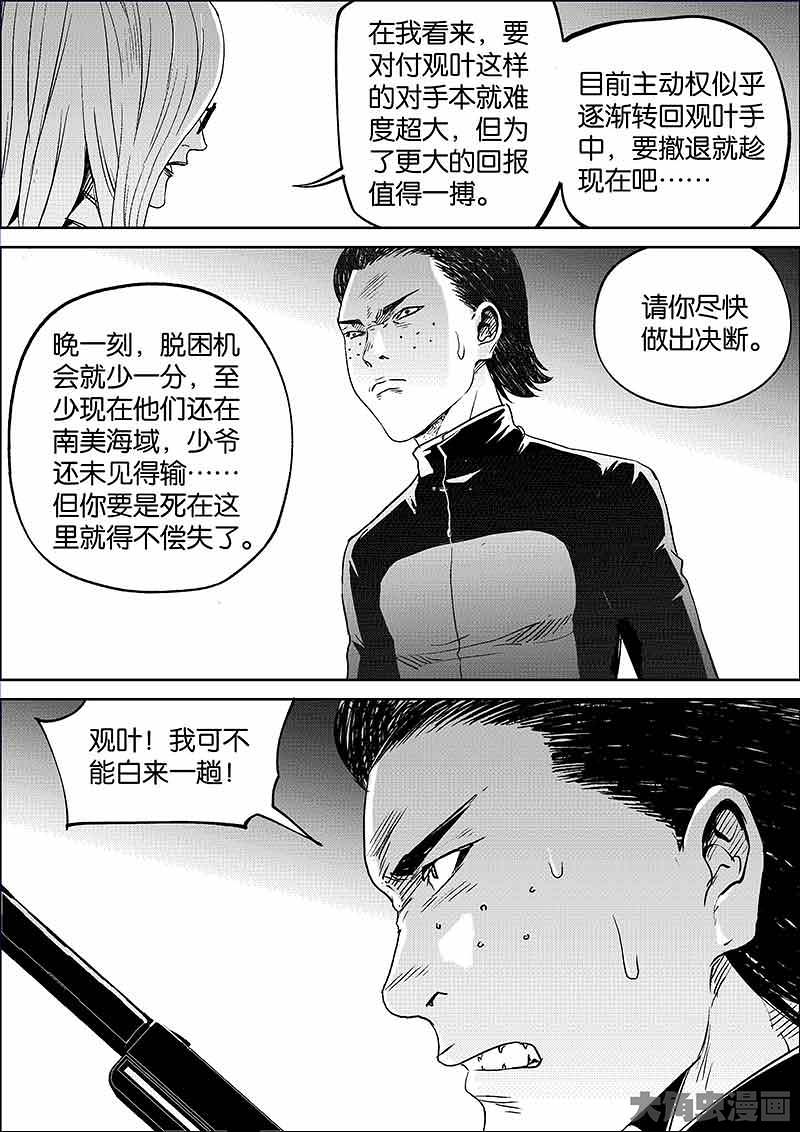 目前主动权似乎
逐渐转回观叶手
中，要撤退就趁
现在吧……
在我看来，要
对付观叶这样
的对手本就难
度超大，但为
了更大的回报
值得一搏。
请你尽快
做出决断。
晚一刻，脱困机
会就少一分，至
少现在他们还在
南美海域，少爷
还未见得输……
但你要是死在这
里就得不偿失了。
观叶！我可不
能白来一趟！
大角虫漫画